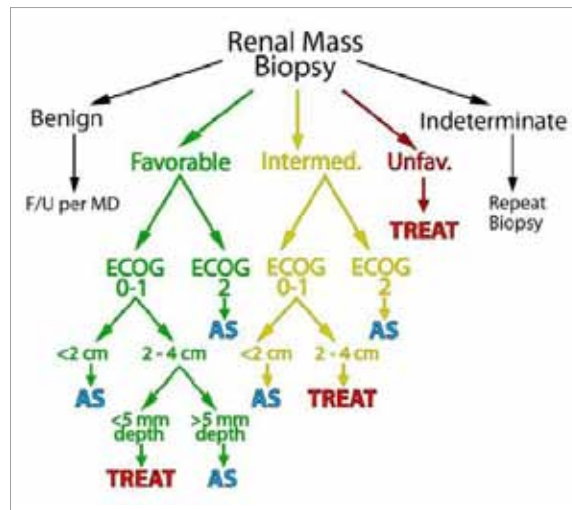 Renal Mass
Biopsy
Benign
Indeterminate
Favorable
Intermed.
Unfav.
F/U per MD
Repeat
Biopsy
TREAT
ECOG
0-1
ECOG
2
ECOG
0-1
ECOG
2
AS
AS
<2 cm
2 - 4 cm
<2 cm
2 - 4 cm
AS
AS
TREAT
<5 mm
depth
>5 mm
depth
TREAT
AS